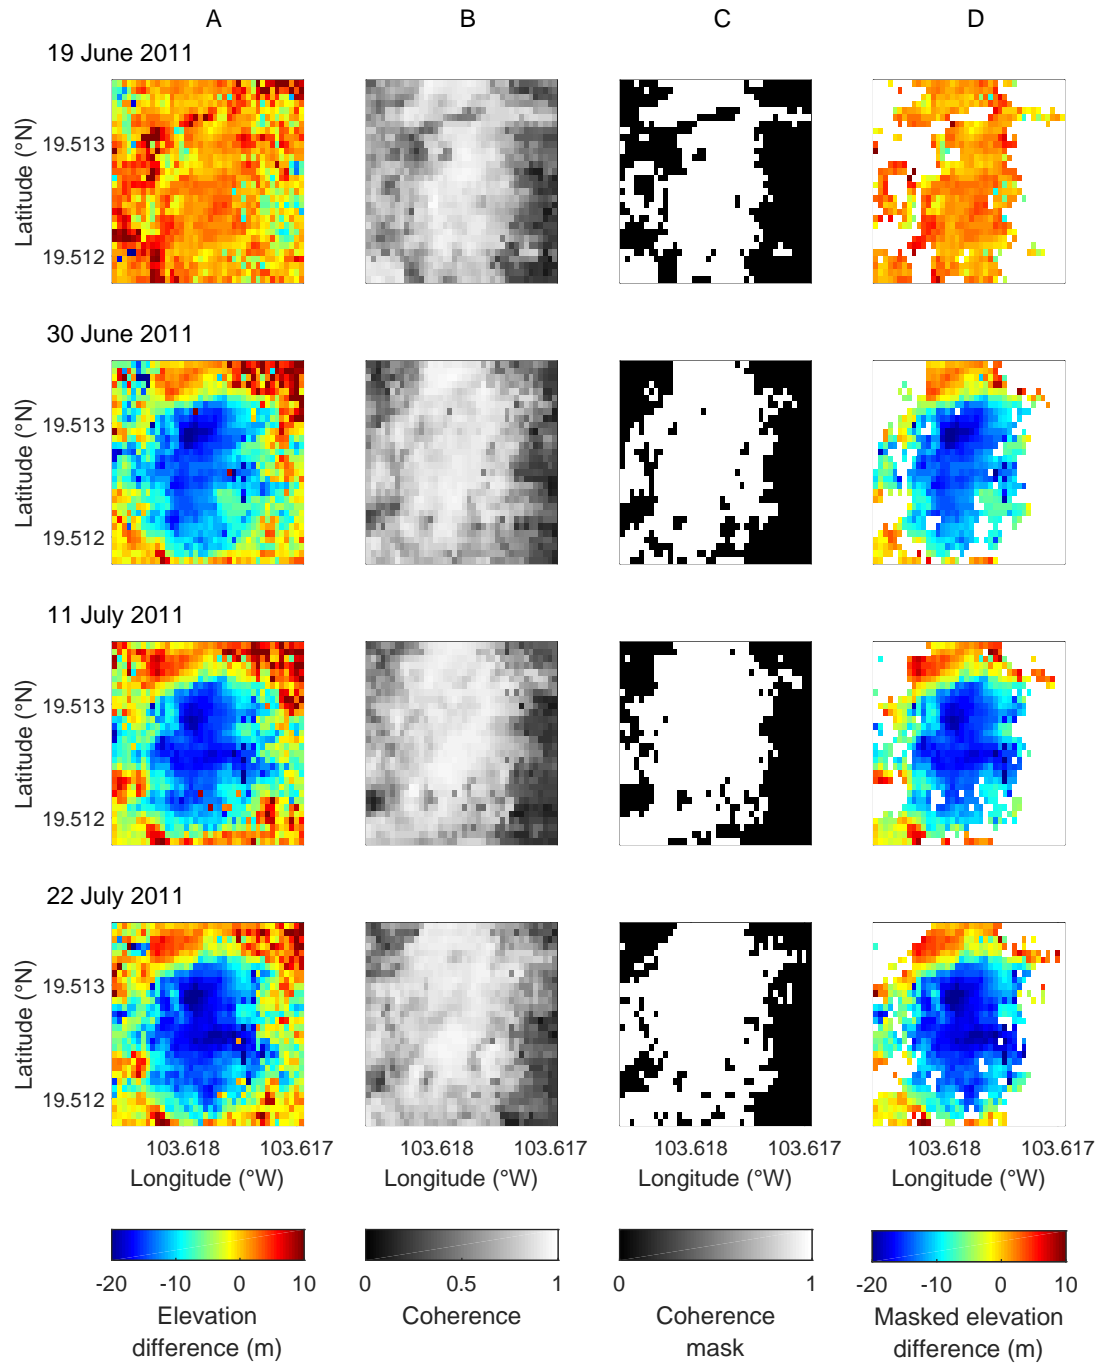 A B C D
19 June 2011
Latitude (°N)
19.513
19.512
30 June 2011
Latitude (°N)
19.513
19.512
11 July 2011
Latitude (°N)
19.513
19.512
22 July 2011
Latitude (°N)
19.513
19.512
103.618 103.617 103.618 103.617 103.618 103.617 103.618 103.617
Longitude (°W) Longitude (°W) Longitude (°W) Longitude (°W)
-20 -10 0 10 0 0.5 1 0 1 -20 -10 0 10
Elevation Coherence Coherence Masked elevation
difference (m) mask difference (m)